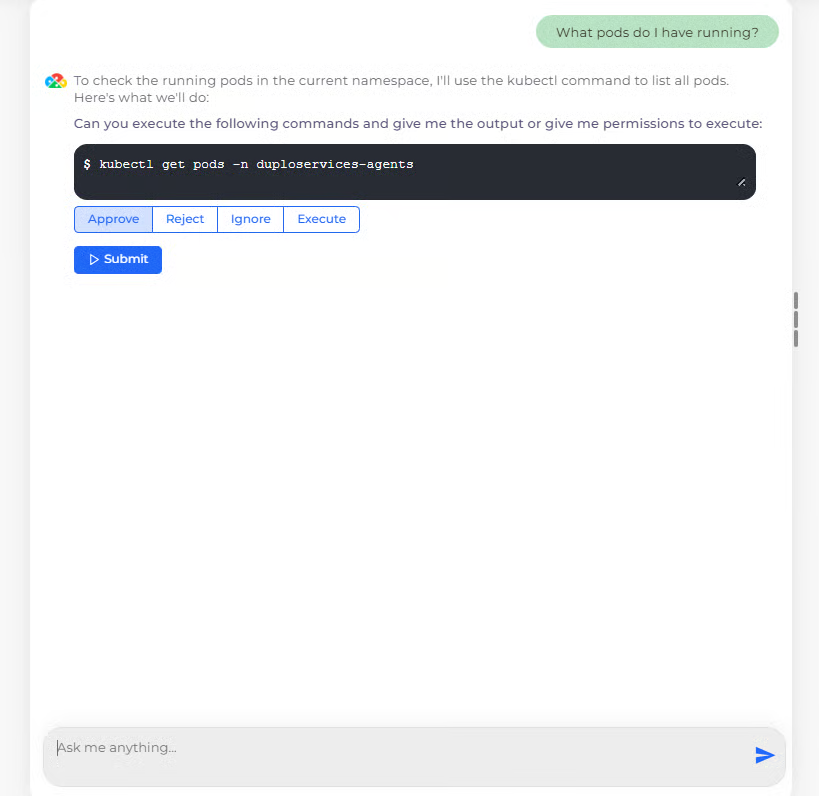 What pods do I have running?
To check the running pods in the current namespace, I'll use the kubectl command to list all pods.
Here's what we'll do:
Can you execute the following commands and give me the output or give me permissions to execute:
$ kubectl get pods -n duploservices-agents
Approve Reject Ignore Execute
Submit
Ask me anything...